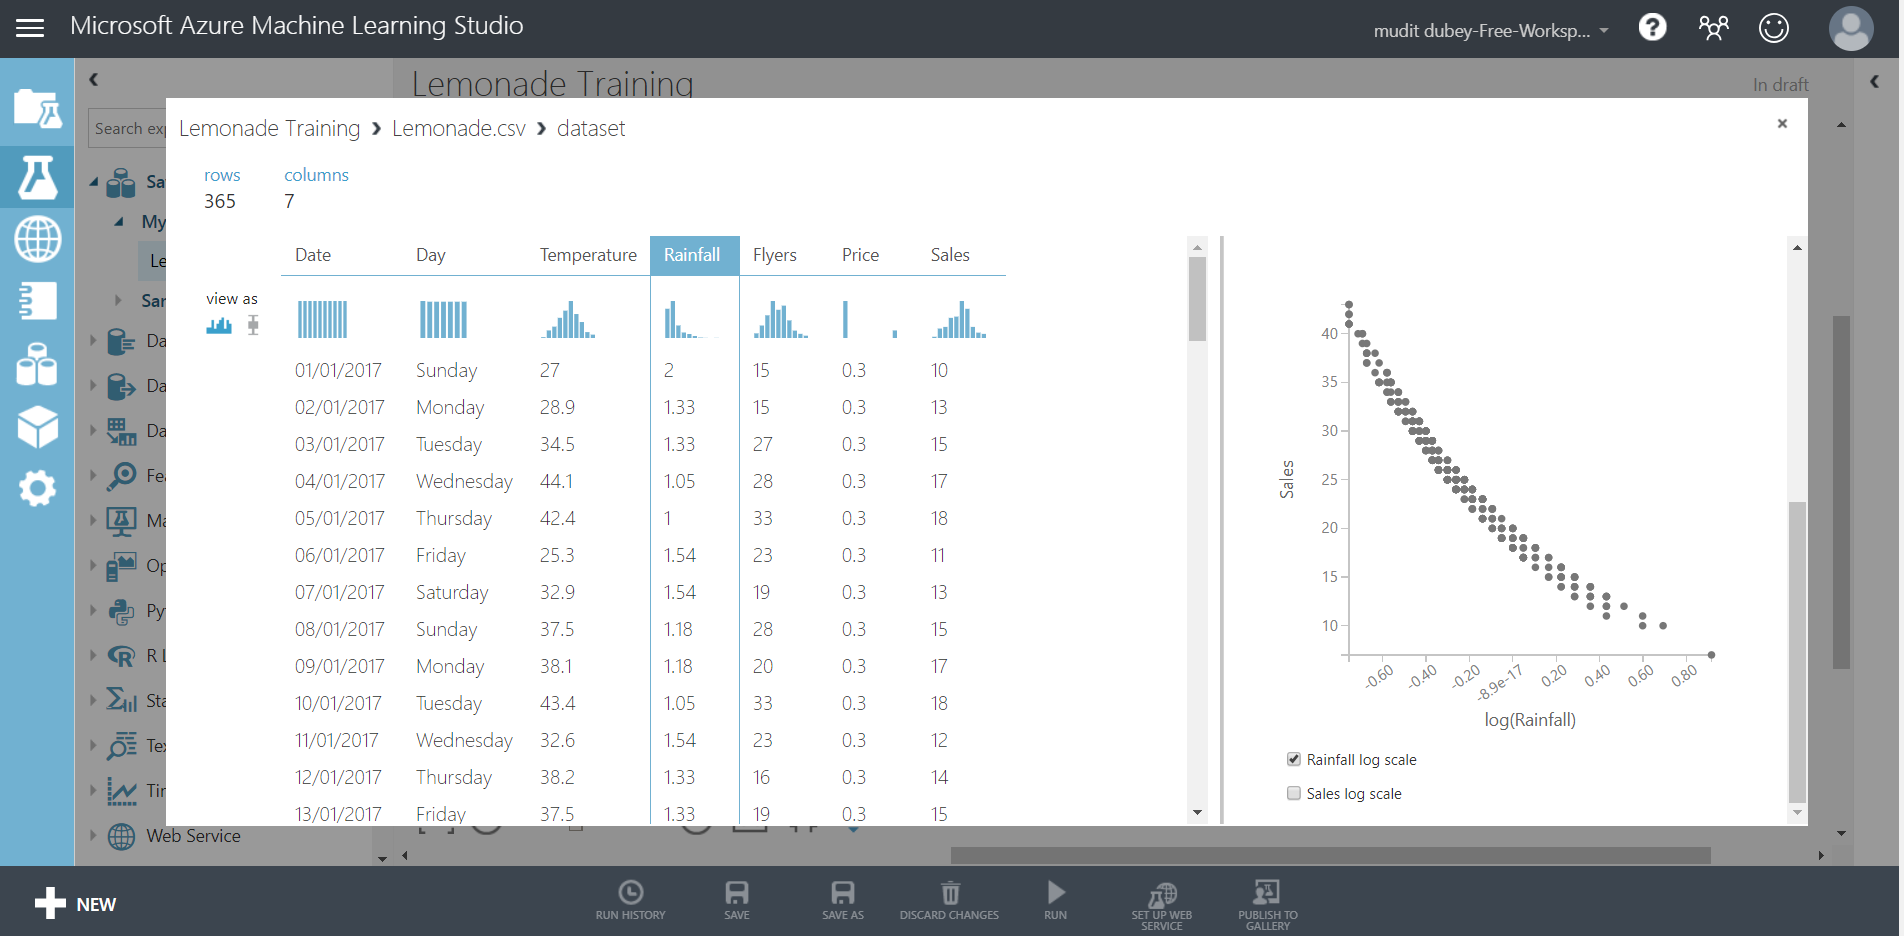 Microsoft Azure Machine Learning Studio
mudit dubey-Free-Worksp...
?
Lemonade Training
In draft
Search exp
Lemonade Training > Lemonade.csv > dataset
×
rows columns
365 7
Date Day Temperature Rainfall Flyers Price Sales
view as
01/01/2017 Sunday 27 2 15 0.3 10
02/01/2017 Monday 28.9 1.33 15 0.3 13
03/01/2017 Tuesday 34.5 1.33 27 0.3 15
04/01/2017 Wednesday 44.1 1.05 28 0.3 17
05/01/2017 Thursday 42.4 1 33 0.3 18
06/01/2017 Friday 25.3 1.54 23 0.3 11
07/01/2017 Saturday 32.9 1.54 19 0.3 13
08/01/2017 Sunday 37.5 1.18 28 0.3 15
09/01/2017 Monday 38.1 1.18 20 0.3 17
10/01/2017 Tuesday 43.4 1.05 33 0.3 18
11/01/2017 Wednesday 32.6 1.54 23 0.3 12
12/01/2017 Thursday 38.2 1.33 16 0.3 14
13/01/2017 Friday 37.5 1.33 19 0.3 15
Sa
My
Le
Sar
Da
Da
Da
Fea
Ma
Op
Pyt
R L
Sta
Tex
Tir
Web Service
40
35
30
25
20
15
10
Sales
-0.60 -0.40 -0.20 -8.9e-17 0.20 0.40 0.60 0.80
log(Rainfall)
Rainfall log scale
Sales log scale
NEW
RUN HISTORY
SAVE
SAVE AS
DISCARD CHANGES
RUN
SET UP WEB
SERVICE
PUBLISH TO
GALLERY